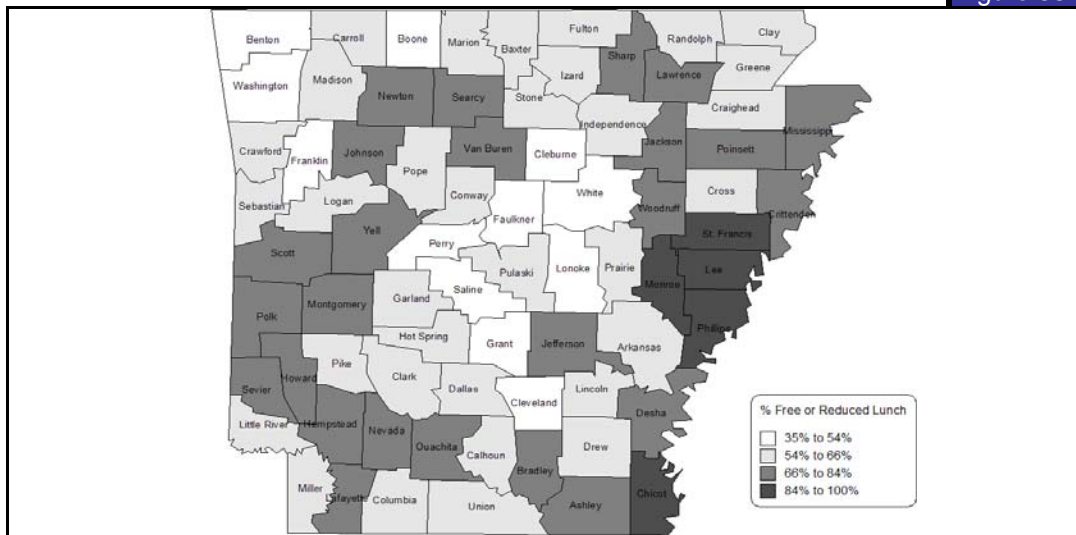 Benton
Carroll
Boone
Marion
Baxter
Fulton
Randolph
Clay
Sharp
Izard
Lawrence
Greene
Washington
Madison
Newton
Searcy
Stone
Independence
Craighead
Mississippi
Crawford
Franklin
Johnson
Pope
Van Buren
Cleburne
Jackson
Poinsett
Sebastian
Logan
Conway
White
Woodruff
Cross
Crittenden
Scott
Yell
Perry
Faulkner
St. Francis
Polk
Montgomery
Garland
Saline
Pulaski
Lonoke
Prairie
Monroe
Lee
Phillips
Hot Spring
Grant
Jefferson
Arkansas
Sevier
Howard
Pike
Clark
Dallas
Cleveland
Lincoln
Desha
Little River
Hempstead
Nevada
Ouachita
Calhoun
Bradley
Drew
Miller
Lafayette
Columbia
Union
Ashley
Chicot
% Free or Reduced Lunch
35% to 54%
54% to 66%
66% to 84%
84% to 100%